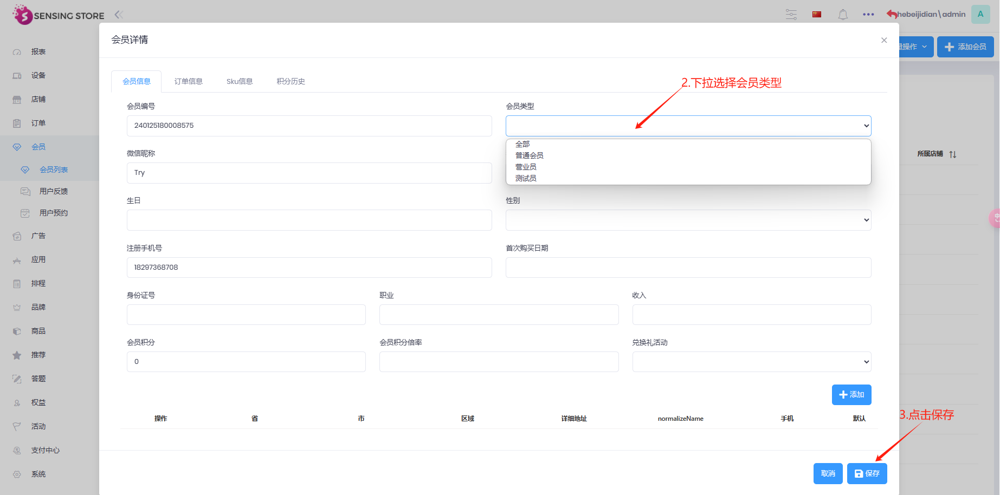 SENSING STORE
hebeijidian\admin
A
会员详情
量操作
添加会员
报表
设备
店铺
订单
会员
会员列表
用户反馈
用户预约
广告
应用
排程
品牌
商品
推荐
答题
权益
活动
支付中心
系统
会员信息
订单信息
Sku信息
积分历史
2.下拉选择会员类型
会员编号
240125180008575
会员类型
全部
普通会员
营业员
测试员
微信昵称
Try
生日
性别
注册手机号
18297368708
首次购买日期
身份证号
职业
收入
会员积分
0
会员积分倍率
兑换礼活动
添加
操作
省
市
区域
详细地址
normalizeName
手机
默认
3.点击保存
取消
保存
所属店铺
中